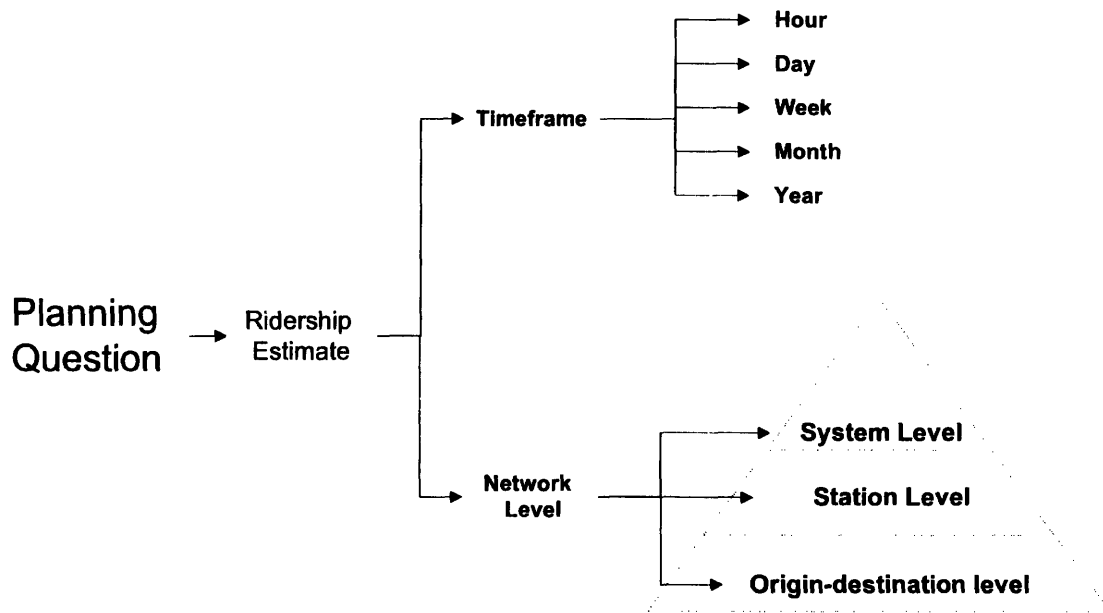 Hour
Day
Week
Timeframe
Month
Year
Planning
Question
Ridership
Estimate
System Level
Network
Level
Station Level
Origin-destination level